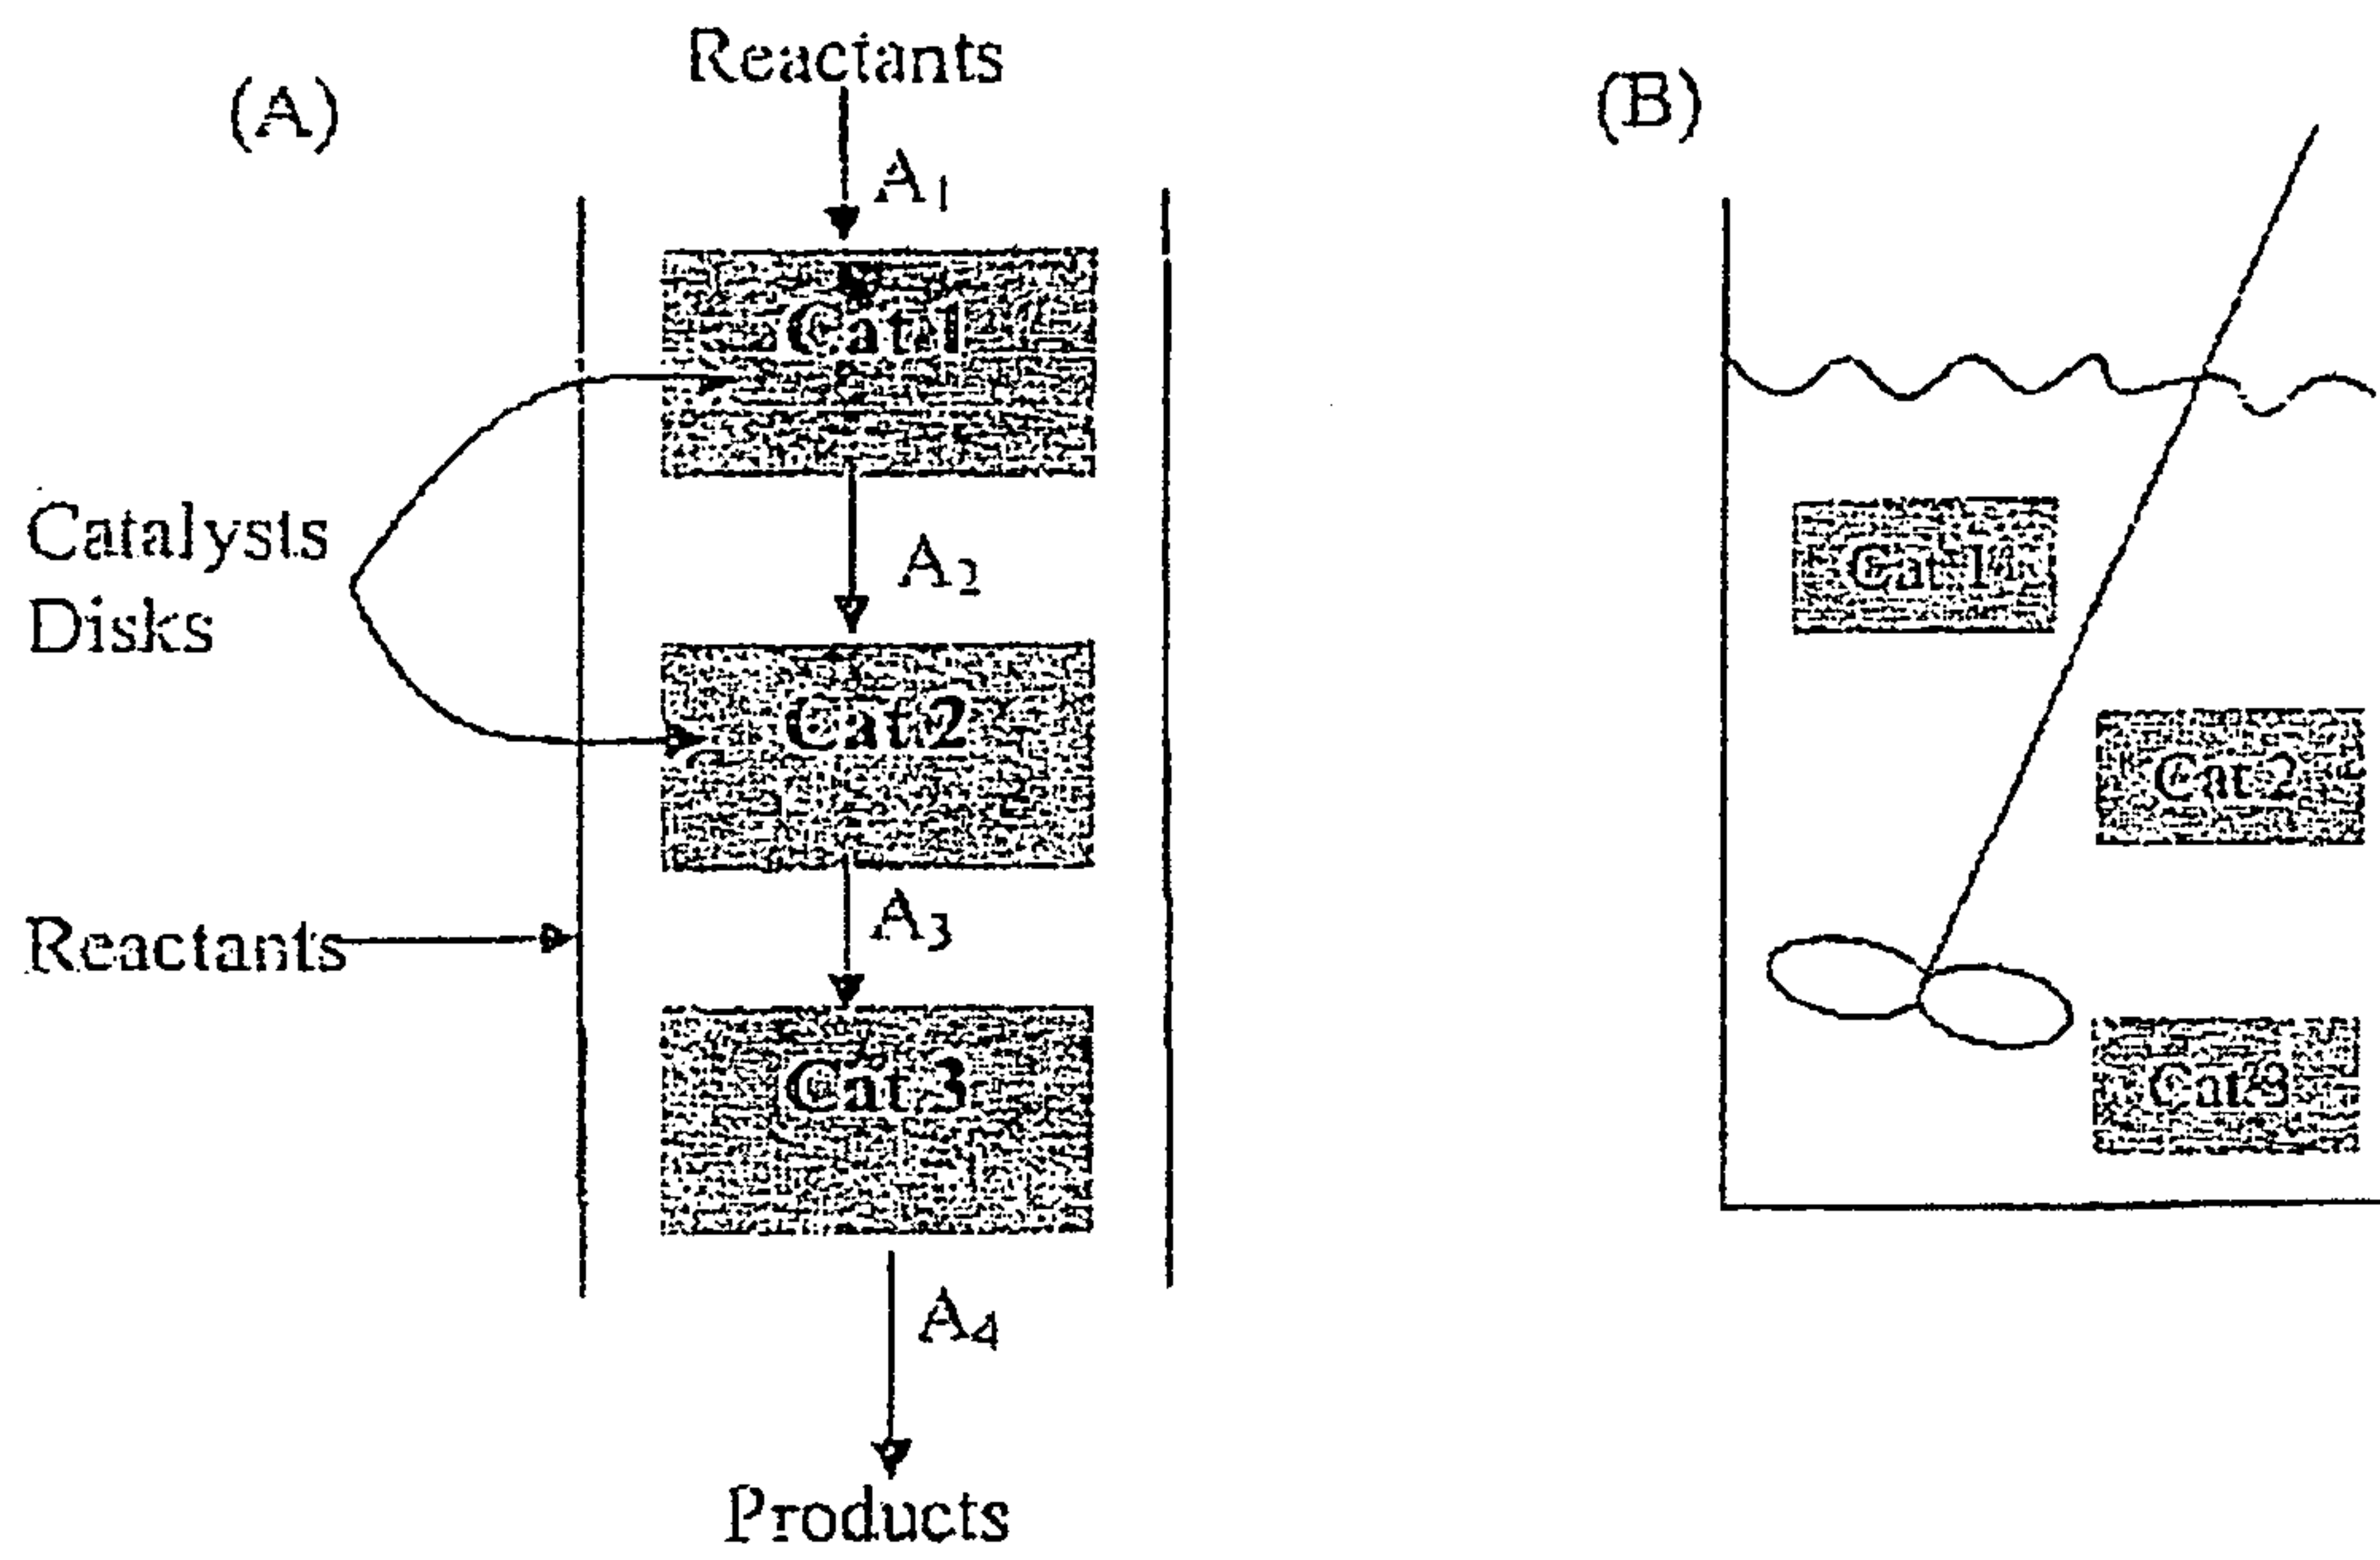 (A)
Reactants
A₁
Cat 1
Catalysts
Disks
A₂
Cat 2
Reactants
A₃
Cat 3
A₄
Products
(B)
Cat 1
Cat 2
Cat 3